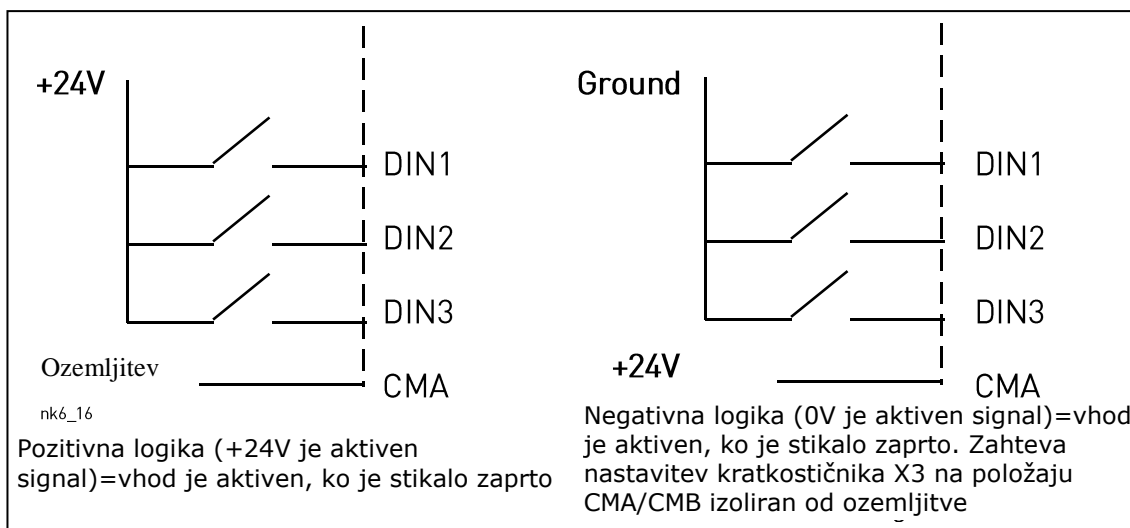 +24V
DIN1
DIN2
DIN3
Ozemljitev
CMA
nk6_16
Pozitivna logika (+24V je aktiven
signal)=vhod je aktiven, ko je stikalo zaprto
Ground
DIN1
DIN2
DIN3
+24V
CMA
Negativna logika (0V je aktiven signal)=vhod
je aktiven, ko je stikalo zaprto. Zahteva
nastavitev kratkostičnika X3 na položaju
CMA/CMB izoliran od ozemljitve